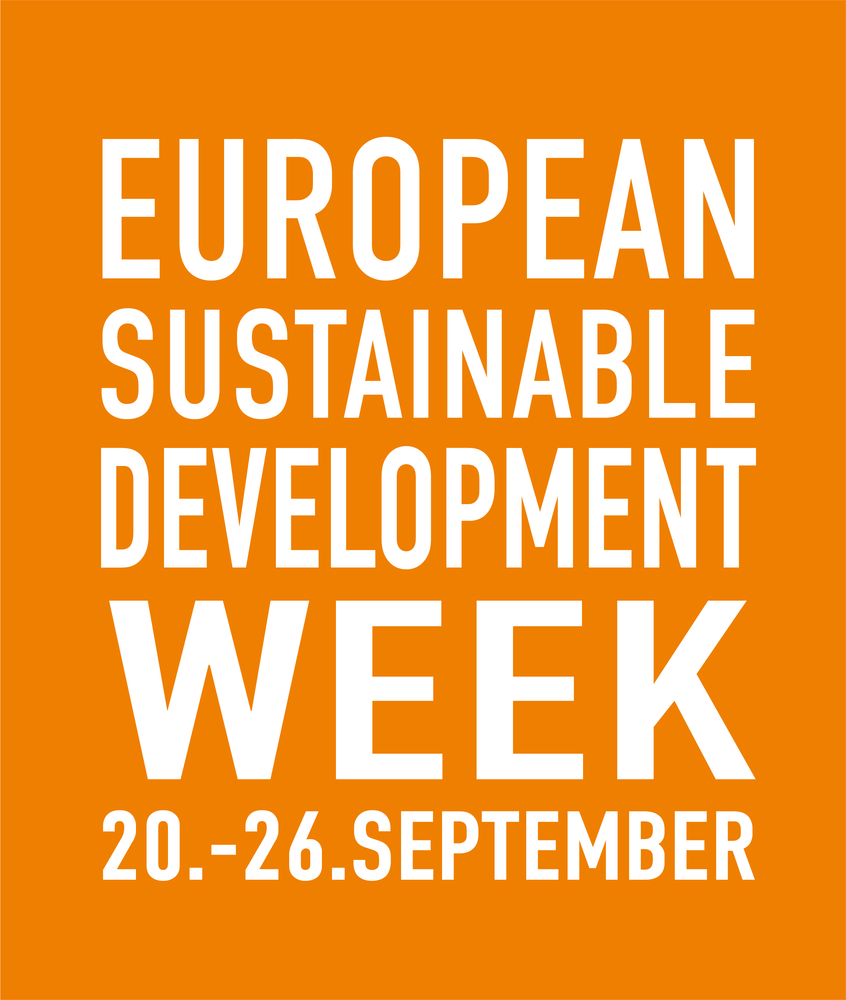 EUROPEAN
SUSTAINABLE
DEVELOPMENT
WEEK
20.-26.SEPTEMBER